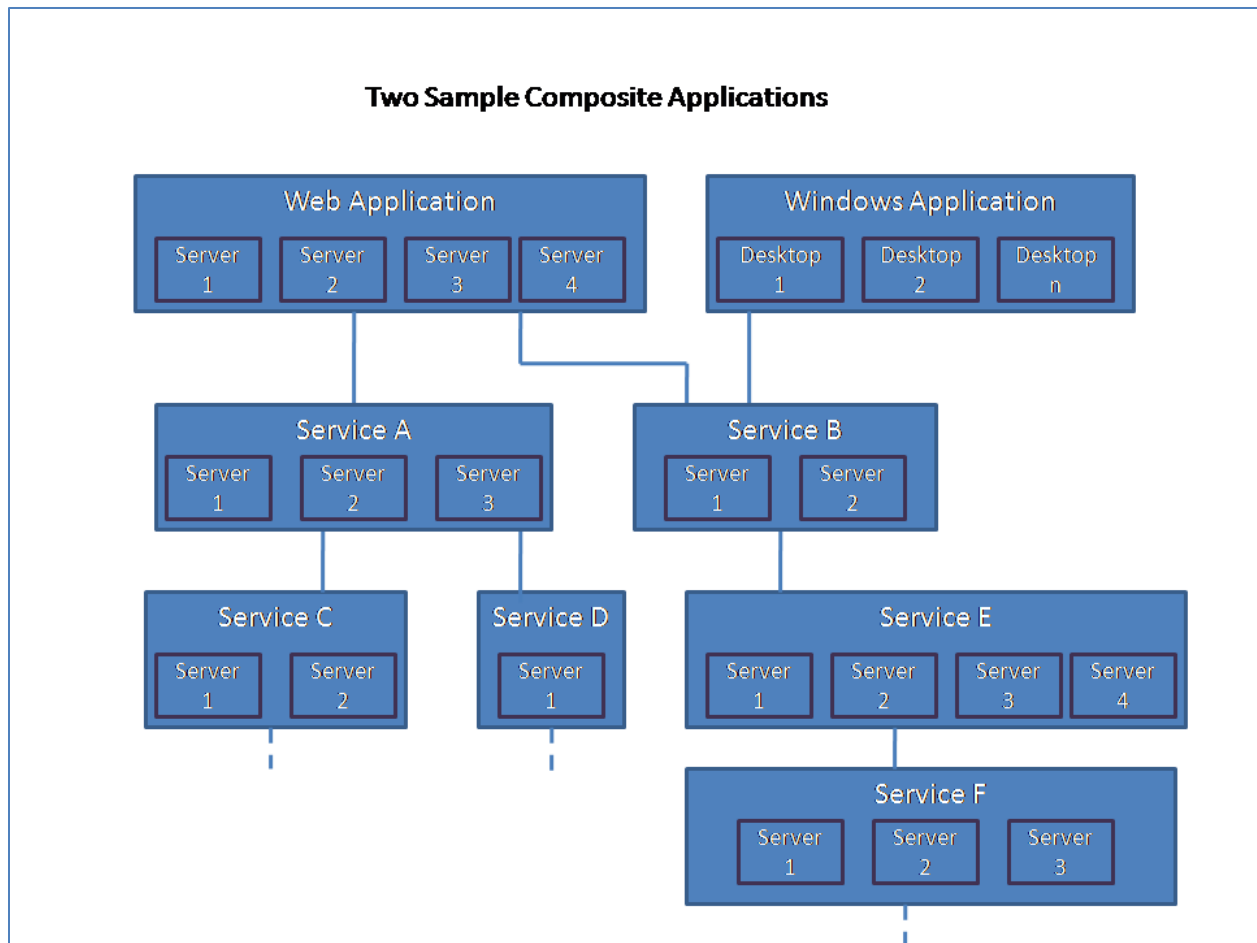 Two Sample Composite Applications
Web Application
Server 1
Server 2
Server 3
Server 4
Windows Application
Desktop 1
Desktop 2
Desktop n
Service A
Server 1
Server 2
Server 3
Service B
Server 1
Server 2
Service C
Server 1
Server 2
Service D
Server 1
Service E
Server 1
Server 2
Server 3
Server 4
Service F
Server 1
Server 2
Server 3